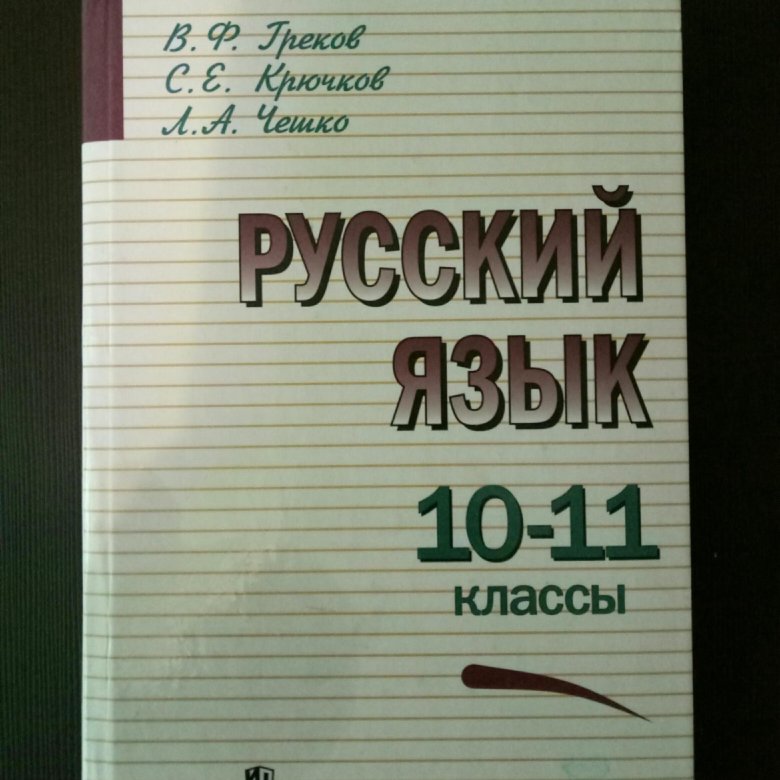 В. Ф. Греков
С. Е. Крючков
Л. А. Чешко
РУССКИЙ
ЯЗЫК
10-11
классы